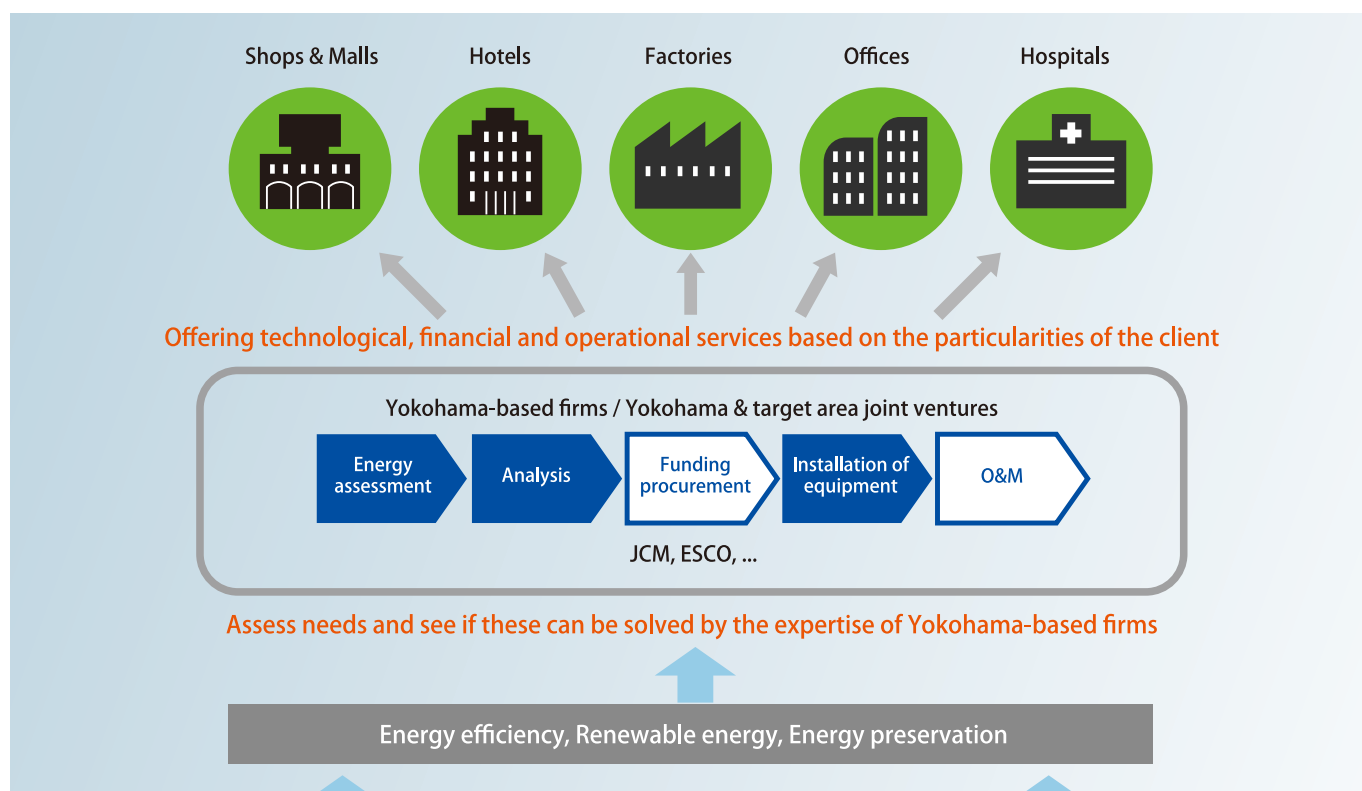 Shops & Malls
Hotels
Factories
Offices
Hospitals
Offering technological, financial and operational services based on the particularities of the client
Yokohama-based firms / Yokohama & target area joint ventures
Energy
assessment
Analysis
Funding
procurement
Installation of
equipment
O&M
JCM, ESCO, ...
Assess needs and see if these can be solved by the expertise of Yokohama-based firms
Energy efficiency, Renewable energy, Energy preservation